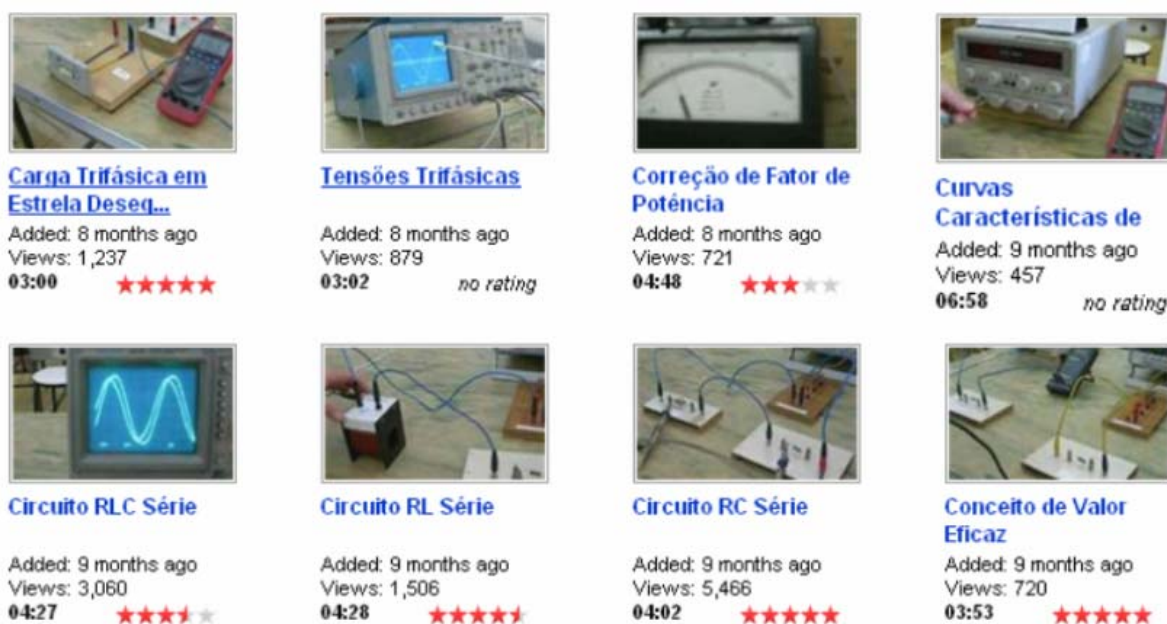 Carga Trifásica em
Estrela Deseq...
Added: 8 months ago
Views: 1,237
03:00
Tensões Trifásicas
Added: 8 months ago
Views: 879
03:02 no rating
Correção de Fator de
Potência
Added: 8 months ago
Views: 721
04:48
Curvas
Características de
Added: 9 months ago
Views: 457
06:58 no rating
Circuito RLC Série
Added: 9 months ago
Views: 3,060
04:27
Circuito RL Série
Added: 9 months ago
Views: 1,506
04:28
Circuito RC Série
Added: 9 months ago
Views: 5,466
04:02
Conceito de Valor
Eficaz
Added: 9 months ago
Views: 720
03:53